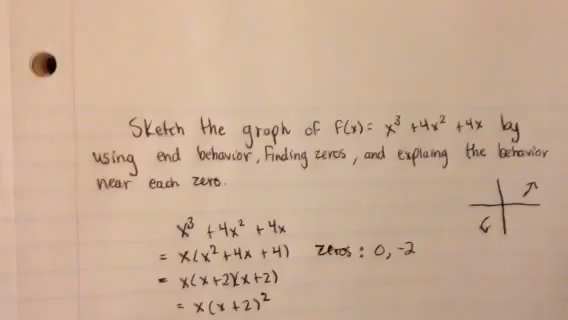 Sketch the graph of f(x) = x³ + 4x² + 4x by
using end behavior, finding zeros, and explaing the behavior
near each zero.
x³ + 4x² + 4x
= x(x² + 4x + 4) zeros : 0, -2
= x(x+2)(x+2)
= x(x+2)²